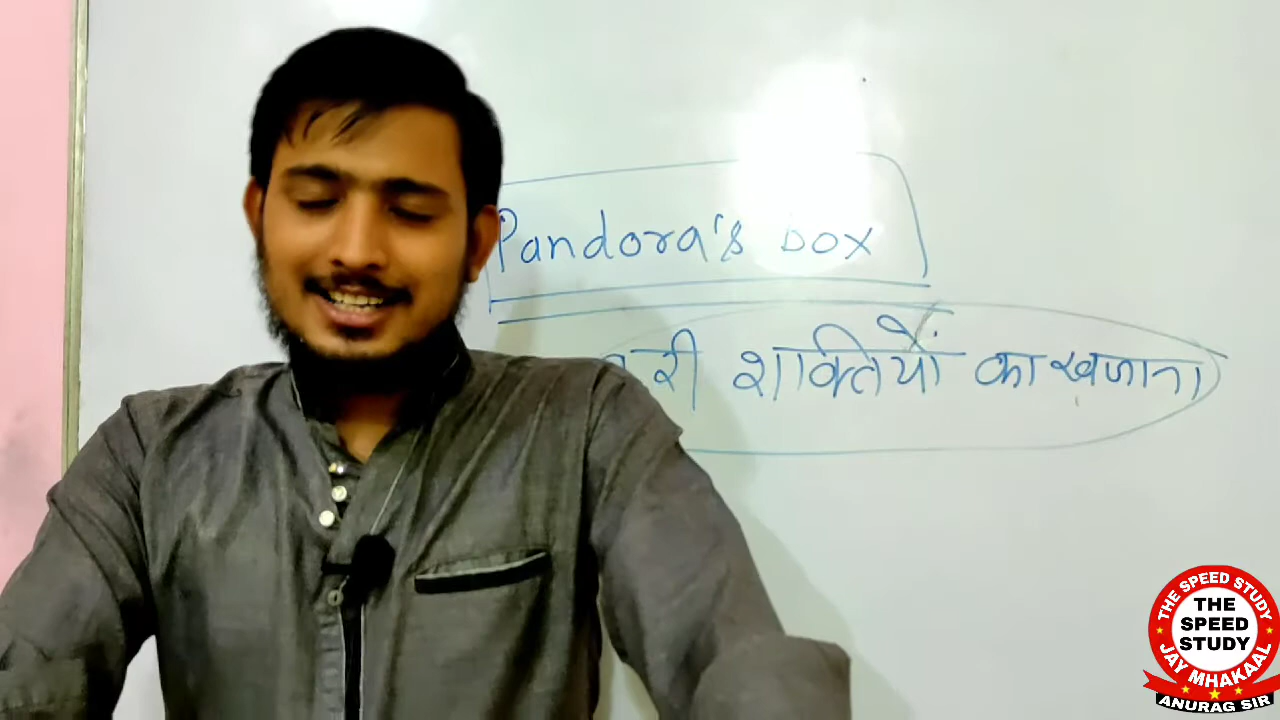 Pandora's box
बुरी शक्तियों का खजाना
THE SPEED STUDY
THE
SPEED
STUDY
JAY MHAKAAL
ANURAG SIR